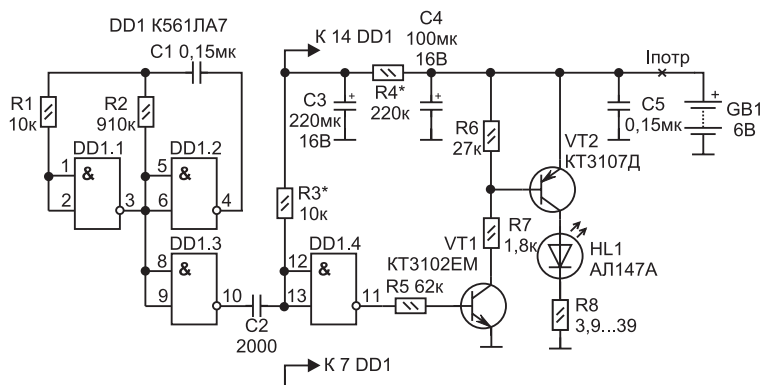 DD1 К561ЛА7
C1 0,15мк
R1
10к
R2
910к
DD1.1
&
1
2
3
DD1.2
&
5
6
4
DD1.3
&
8
9
10
C2
2000
К 14 DD1
C3
220мк
16В
R4*
220к
C4
100мк
16В
R3*
10к
DD1.4
&
12
13
11
R5 62к
R6
27к
R7
1,8к
VT1
КТ3102ЕМ
VT2
КТ3107Д
HL1
АЛ147А
R8
3,9...39
C5
0,15мк
Iпотр
+
GB1
6В
+
+
К 7 DD1